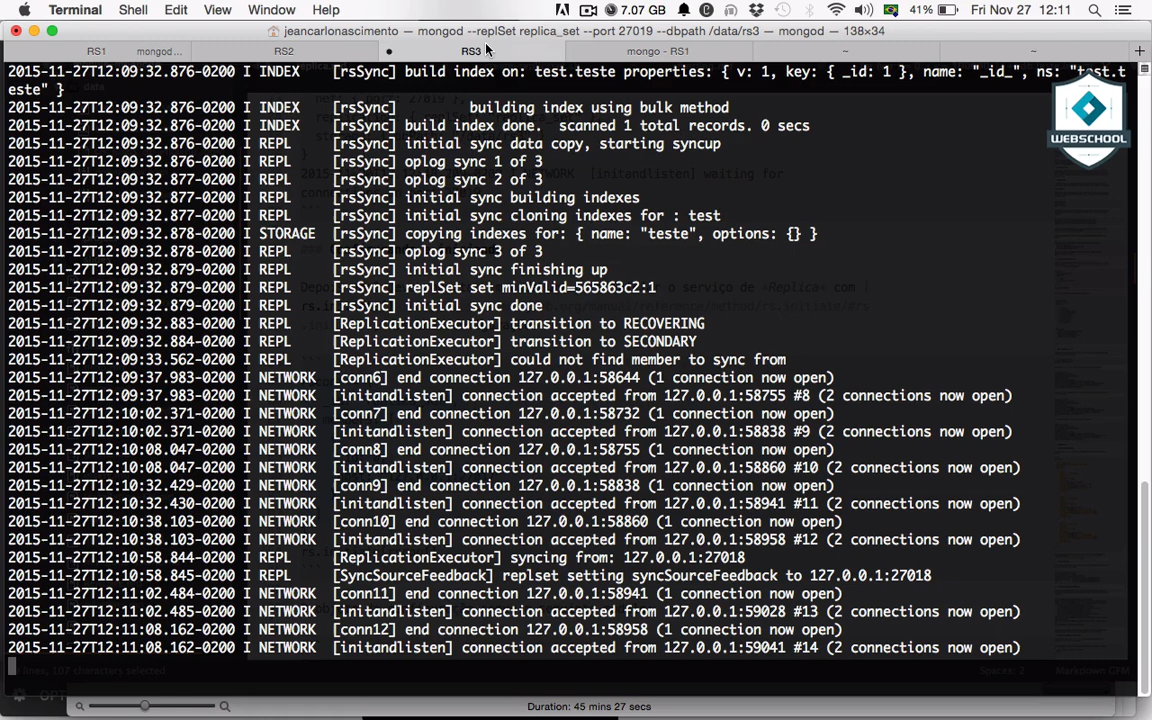 Terminal Shell Edit View Window Help 7.07 GB 41% Fri Nov 27 12:11
jeancarlonascimento — mongod --replSet replica_set --port 27019 --dbpath /data/rs3 — mongod — 138×34
RS1 mongod... RS2 RS3 mongo - RS1 ~ ~ +
2015-11-27T12:09:32.876-0200 I INDEX [rsSync] build index on: test.teste properties: { v: 1, key: { _id: 1 }, name: "_id_", ns: "test.t
este" }
2015-11-27T12:09:32.876-0200 I INDEX [rsSync] building index using bulk method
2015-11-27T12:09:32.876-0200 I INDEX [rsSync] build index done. scanned 1 total records. 0 secs
2015-11-27T12:09:32.876-0200 I REPL [rsSync] initial sync data copy, starting syncup
2015-11-27T12:09:32.876-0200 I REPL [rsSync] oplog sync 1 of 3
2015-11-27T12:09:32.877-0200 I REPL [rsSync] oplog sync 2 of 3
2015-11-27T12:09:32.877-0200 I REPL [rsSync] initial sync building indexes
2015-11-27T12:09:32.877-0200 I REPL [rsSync] initial sync cloning indexes for : test
2015-11-27T12:09:32.878-0200 I STORAGE [rsSync] copying indexes for: { name: "teste", options: {} }
2015-11-27T12:09:32.878-0200 I REPL [rsSync] oplog sync 3 of 3
2015-11-27T12:09:32.879-0200 I REPL [rsSync] initial sync finishing up
2015-11-27T12:09:32.879-0200 I REPL [rsSync] replSet set minValid=565863c2:1
2015-11-27T12:09:32.879-0200 I REPL [rsSync] initial sync done
2015-11-27T12:09:32.883-0200 I REPL [ReplicationExecutor] transition to RECOVERING
2015-11-27T12:09:32.884-0200 I REPL [ReplicationExecutor] transition to SECONDARY
2015-11-27T12:09:33.562-0200 I REPL [ReplicationExecutor] could not find member to sync from
2015-11-27T12:09:37.983-0200 I NETWORK [conn6] end connection 127.0.0.1:58644 (1 connection now open)
2015-11-27T12:09:37.983-0200 I NETWORK [initandlisten] connection accepted from 127.0.0.1:58755 #8 (2 connections now open)
2015-11-27T12:10:02.371-0200 I NETWORK [conn7] end connection 127.0.0.1:58732 (1 connection now open)
2015-11-27T12:10:02.371-0200 I NETWORK [initandlisten] connection accepted from 127.0.0.1:58838 #9 (2 connections now open)
2015-11-27T12:10:08.047-0200 I NETWORK [conn8] end connection 127.0.0.1:58755 (1 connection now open)
2015-11-27T12:10:08.047-0200 I NETWORK [initandlisten] connection accepted from 127.0.0.1:58860 #10 (2 connections now open)
2015-11-27T12:10:32.429-0200 I NETWORK [conn9] end connection 127.0.0.1:58838 (1 connection now open)
2015-11-27T12:10:32.430-0200 I NETWORK [initandlisten] connection accepted from 127.0.0.1:58941 #11 (2 connections now open)
2015-11-27T12:10:38.103-0200 I NETWORK [conn10] end connection 127.0.0.1:58860 (1 connection now open)
2015-11-27T12:10:38.103-0200 I NETWORK [initandlisten] connection accepted from 127.0.0.1:58958 #12 (2 connections now open)
2015-11-27T12:10:58.844-0200 I REPL [ReplicationExecutor] syncing from: 127.0.0.1:27018
2015-11-27T12:10:58.845-0200 I REPL [SyncSourceFeedback] replset setting syncSourceFeedback to 127.0.0.1:27018
2015-11-27T12:11:02.484-0200 I NETWORK [conn11] end connection 127.0.0.1:58941 (1 connection now open)
2015-11-27T12:11:02.485-0200 I NETWORK [initandlisten] connection accepted from 127.0.0.1:59028 #13 (2 connections now open)
2015-11-27T12:11:08.162-0200 I NETWORK [conn12] end connection 127.0.0.1:58958 (1 connection now open)
2015-11-27T12:11:08.162-0200 I NETWORK [initandlisten] connection accepted from 127.0.0.1:59041 #14 (2 connections now open)
WEBSCHOOL
Duration: 45 mins 27 secs